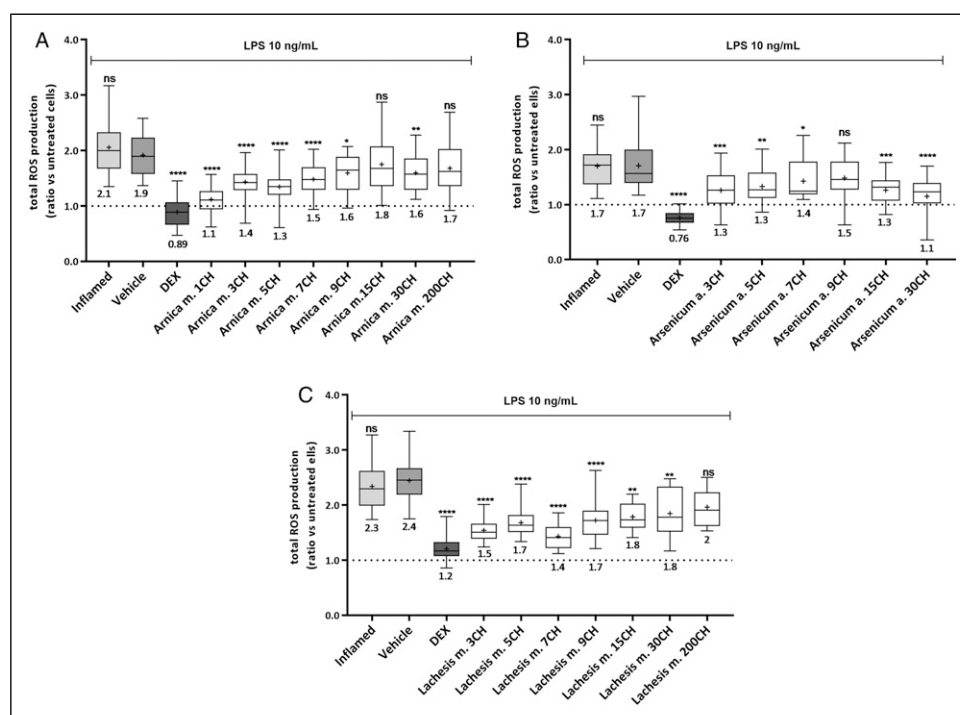 A
LPS 10 ng/mL
total ROS production
(ratio vs untreated cells)
4.0
3.0
2.0
1.0
0.0
ns
****
****
****
****
****
*
ns
**
ns
2.1
1.9
0.89
1.1
1.4
1.3
1.5
1.6
1.8
1.6
1.7
Inflamed
Vehicle
DEX
Arnica m. 1CH
Arnica m. 3CH
Arnica m. 5CH
Arnica m. 7CH
Arnica m. 9CH
Arnica m. 15CH
Arnica m. 30CH
Arnica m. 200CH
B
LPS 10 ng/mL
total ROS production
(ratio vs untreated ells)
4.0
3.0
2.0
1.0
0.0
ns
****
***
**
*
ns
***
****
1.7
1.7
0.76
1.3
1.3
1.4
1.5
1.3
1.1
Inflamed
Vehicle
DEX
Arsenicum a. 3CH
Arsenicum a. 5CH
Arsenicum a. 7CH
Arsenicum a. 9CH
Arsenicum a. 15CH
Arsenicum a. 30CH
C
LPS 10 ng/mL
total ROS production
(ratio vs untreated ells)
4.0
3.0
2.0
1.0
0.0
ns
****
****
****
****
****
**
**
ns
2.3
2.4
1.2
1.5
1.7
1.4
1.7
1.8
1.8
2
Inflamed
Vehicle
DEX
Lachesis m. 3CH
Lachesis m. 5CH
Lachesis m. 7CH
Lachesis m. 9CH
Lachesis m. 15CH
Lachesis m. 30CH
Lachesis m. 200CH